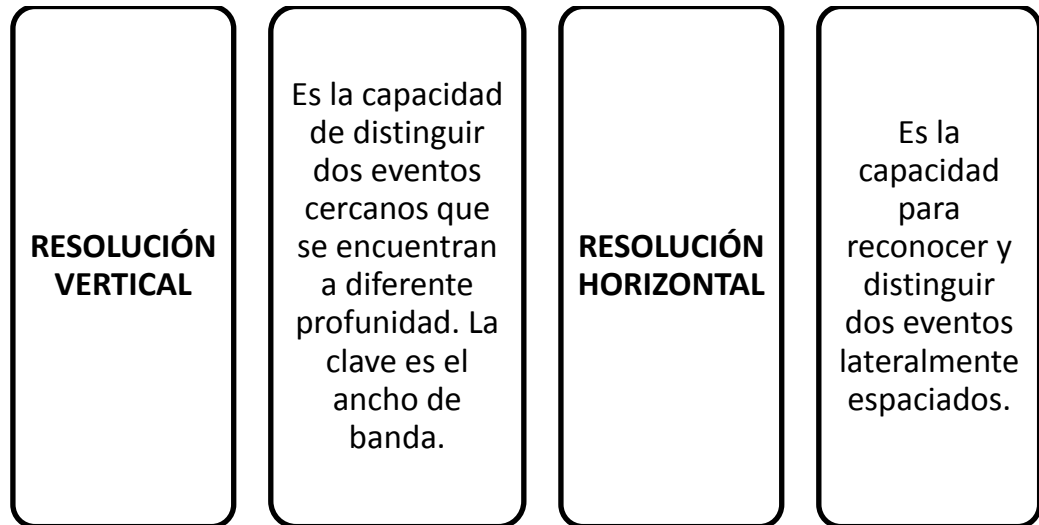 RESOLUCIÓN
VERTICAL
Es la capacidad
de distinguir
dos eventos
cercanos que
se encuentran
a diferente
profunidad. La
clave es el
ancho de
banda.
RESOLUCIÓN
HORIZONTAL
Es la
capacidad
para
reconocer y
distinguir
dos eventos
lateralmente
espaciados.